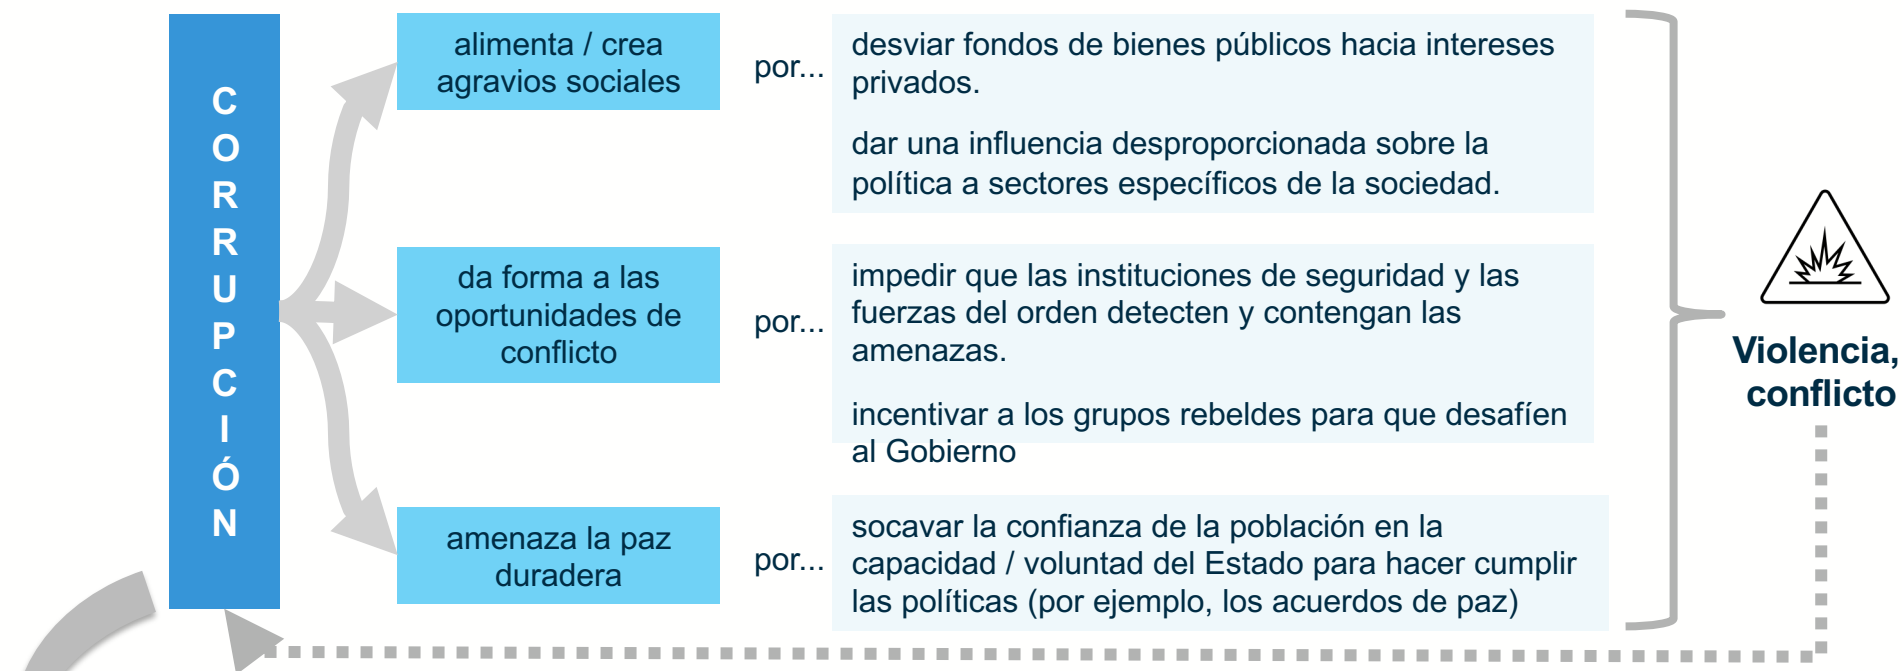 CORRUPCIÓN
alimenta / crea
agravios sociales
por...
desviar fondos de bienes públicos hacia intereses
privados.
dar una influencia desproporcionada sobre la
política a sectores específicos de la sociedad.
da forma a las
oportunidades de
conflicto
por...
impedir que las instituciones de seguridad y las
fuerzas del orden detecten y contengan las
amenazas.
incentivar a los grupos rebeldes para que desafíen
al Gobierno
amenaza la paz
duradera
por...
socavar la confianza de la población en la
capacidad / voluntad del Estado para hacer cumplir
las políticas (por ejemplo, los acuerdos de paz)
Violencia,
conflicto